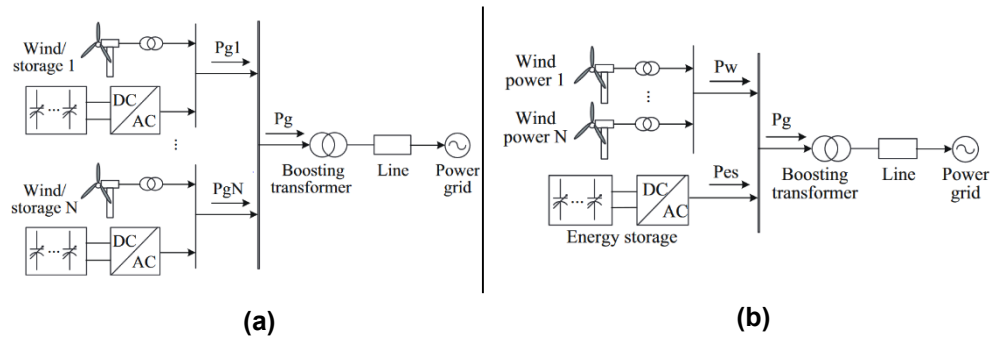 Wind/
storage 1
Pg1
DC
AC
Wind/
storage N
PgN
DC
AC
Pg
Boosting
transformer
Line
Power
grid
(a)
Wind
power 1
Wind
power N
Pw
DC
AC
Energy storage
Pes
Pg
Boosting
transformer
Line
Power
grid
(b)